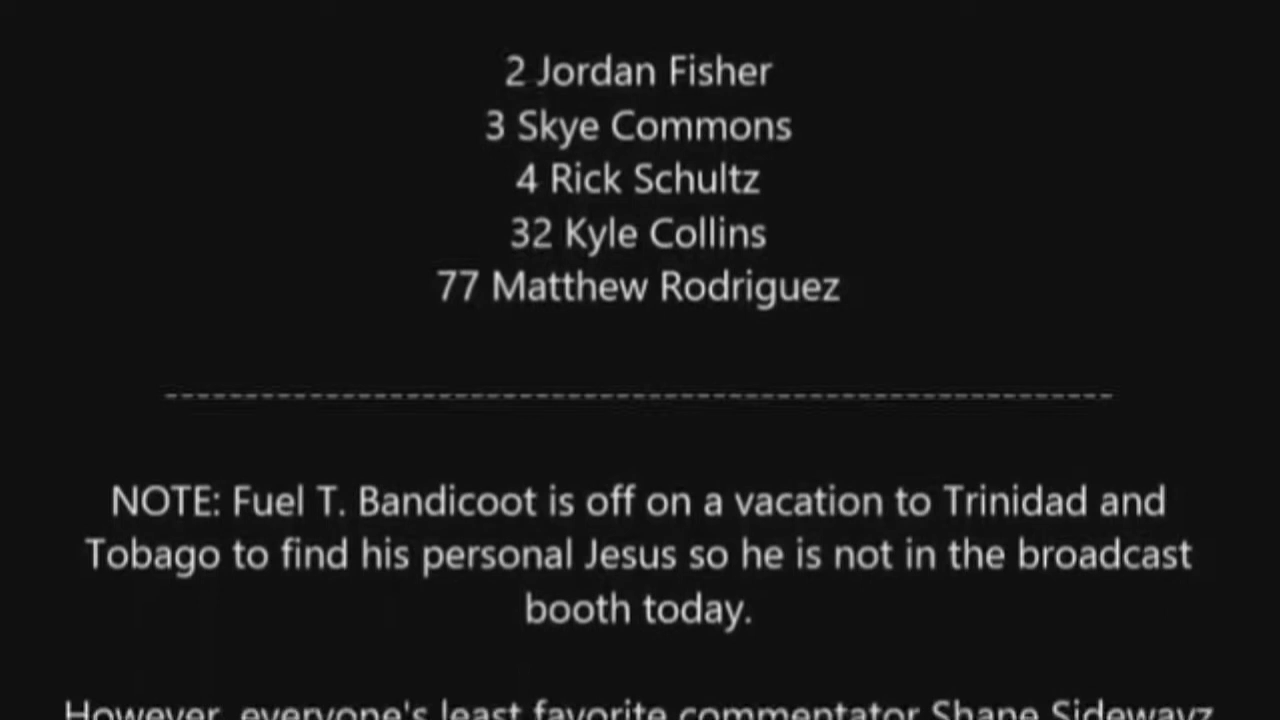 2 Jordan Fisher
3 Skye Commons
4 Rick Schultz
32 Kyle Collins
77 Matthew Rodriguez
----------------------------------------------------------------------
NOTE: Fuel T. Bandicoot is off on a vacation to Trinidad and
Tobago to find his personal Jesus so he is not in the broadcast
booth today.
However, everyone's least favorite commentator Shane Sidewayz